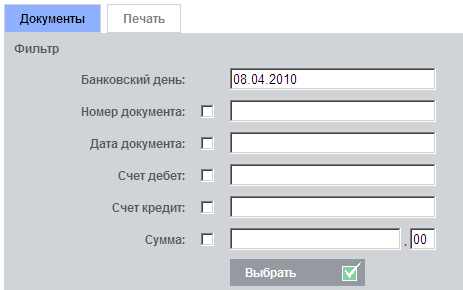 Документы Печать
Фильтр
Банковский день: 08.04.2010
Номер документа:
Дата документа:
Счет дебет:
Счет кредит:
Сумма: . 00
Выбрать